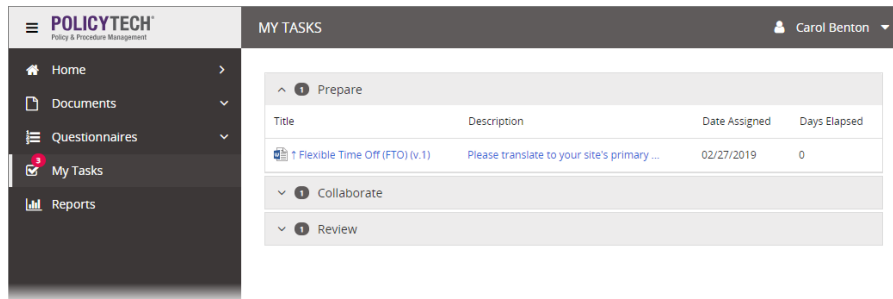 POLICYTECH®
Policy & Procedure Management
MY TASKS
Carol Benton
Home
Documents
Questionnaires
3
My Tasks
Reports
1 Prepare
Title Description Date Assigned Days Elapsed
↑ Flexible Time Off (FTO) (v.1) Please translate to your site's primary ... 02/27/2019 0
1 Collaborate
1 Review